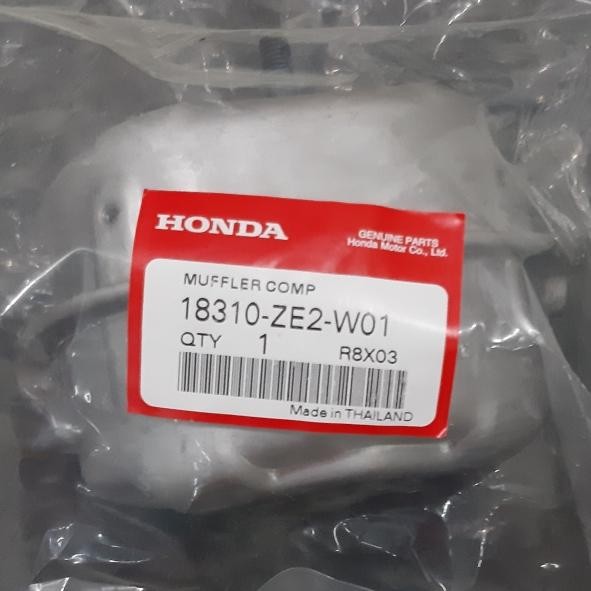 HONDA
GENUINE PARTS
Honda Motor Co., Ltd.
MUFFLER COMP
18310-ZE2-W01
QTY 1 R8X03
Made in THAILAND